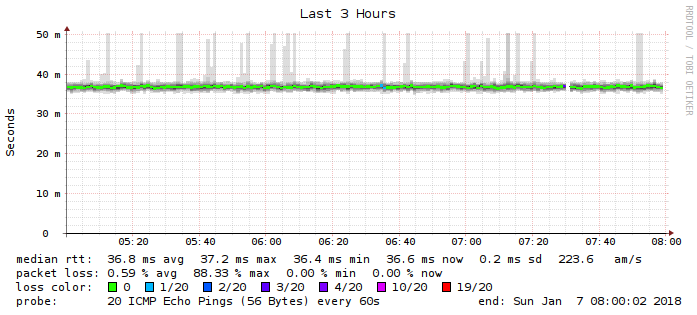 Last 3 Hours
RRDTOOL / TOBI OETIKER
Seconds
50 m
40 m
30 m
20 m
10 m
0
05:20 05:40 06:00 06:20 06:40 07:00 07:20 07:40 08:00
median rtt: 36.8 ms avg 37.2 ms max 36.4 ms min 36.6 ms now 0.2 ms sd 223.6 am/s
packet loss: 0.59 % avg 88.33 % max 0.00 % min 0.00 % now
loss color: 0 1/20 2/20 3/20 4/20 10/20 19/20
probe: 20 ICMP Echo Pings (56 Bytes) every 60s end: Sun Jan 7 08:00:02 2018